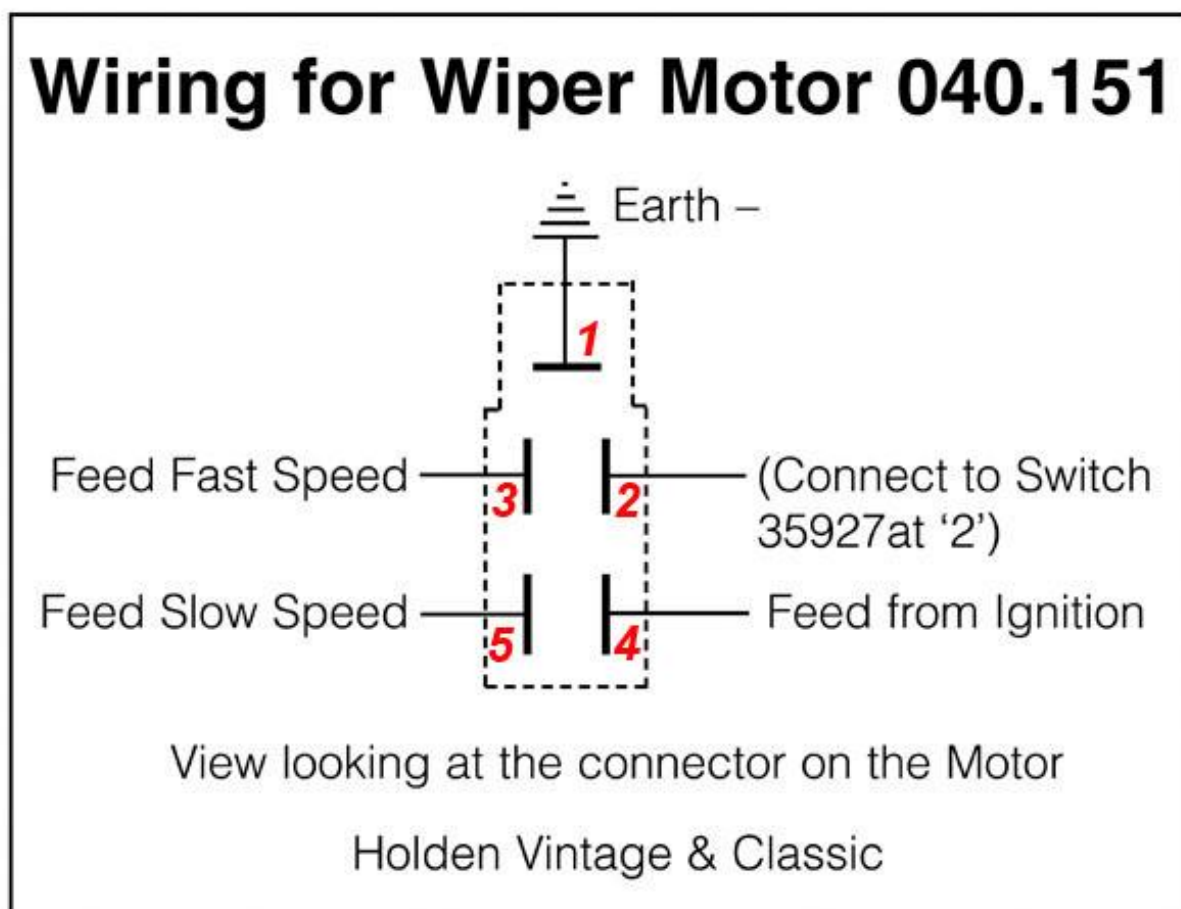 Wiring for Wiper Motor 040.151
Earth –
1
Feed Fast Speed
3
2
(Connect to Switch
35927at ‘2’)
Feed Slow Speed
5
4
Feed from Ignition
View looking at the connector on the Motor
Holden Vintage & Classic